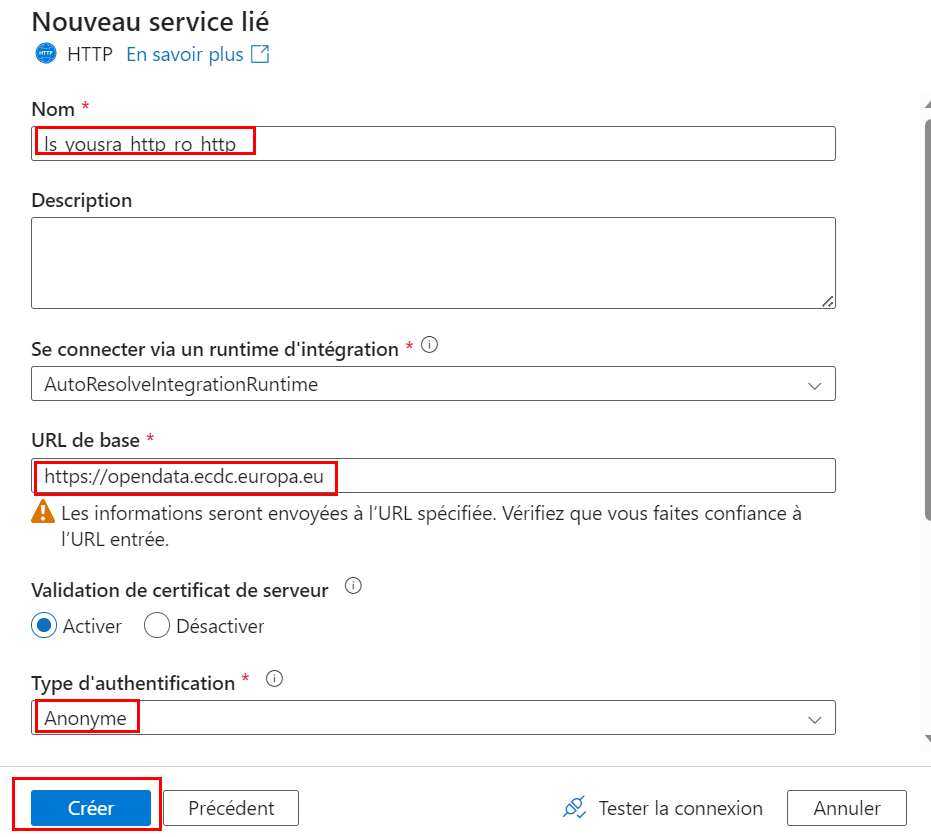 Nouveau service lié
HTTP HTTP En savoir plus
Nom *
ls_yousra_http_ro_http
Description
Se connecter via un runtime d'intégration *
AutoResolveIntegrationRuntime
URL de base *
https://opendata.ecdc.europa.eu
Les informations seront envoyées à l’URL spécifiée. Vérifiez que vous faites confiance à
l’URL entrée.
Validation de certificat de serveur
Activer Désactiver
Type d'authentification *
Anonyme
Créer Précédent Tester la connexion Annuler